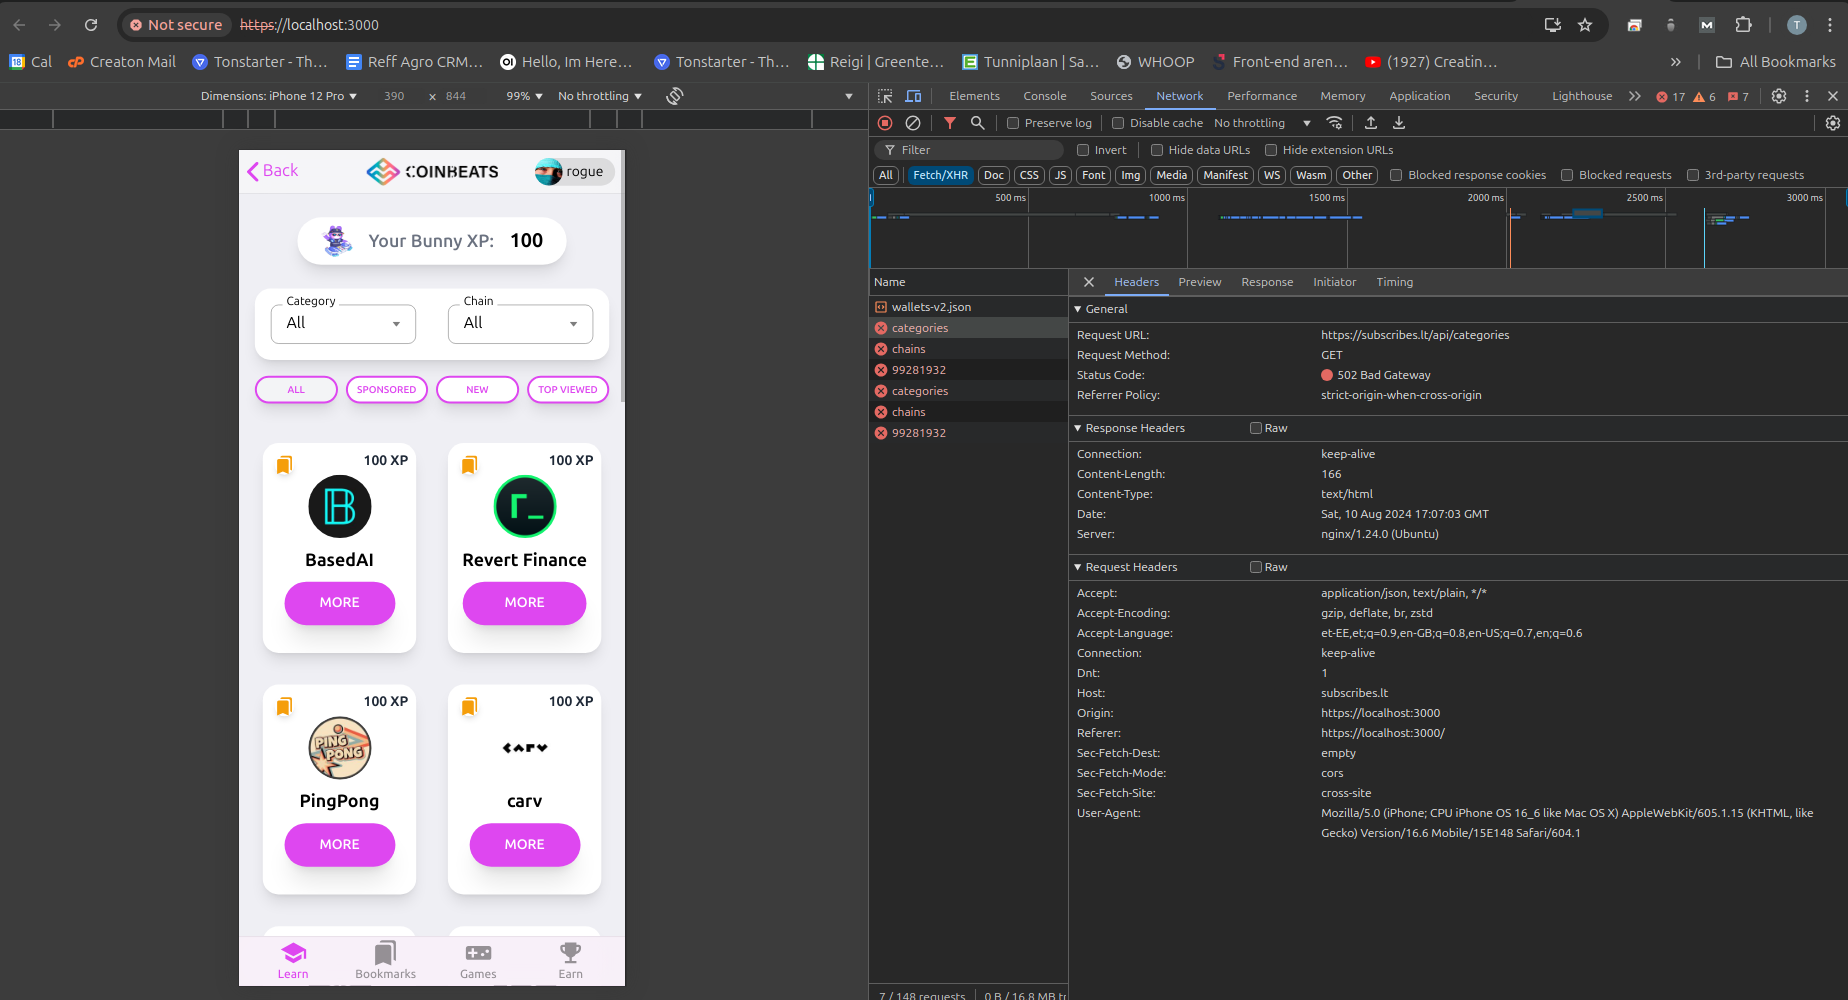 Not secure https://localhost:3000
T
Cal Creaton Mail Tonstarter - Th... Reff Agro CRM... Hello, Im Here... Tonstarter - Th... Reigi | Greente... Tunniplaan | Sa... WHOOP Front-end aren... (1927) Creatin... » All Bookmarks
Dimensions: iPhone 12 Pro 390 × 844 99% No throttling
Elements Console Sources Network Performance Memory Application Security Lighthouse 17 6 7
Preserve log Disable cache No throttling
Filter Invert Hide data URLs Hide extension URLs
All Fetch/XHR Doc CSS JS Font Img Media Manifest WS Wasm Other Blocked response cookies Blocked requests 3rd-party requests
500 ms 1000 ms 1500 ms 2000 ms 2500 ms 3000 ms
Back COINBEATS rogue
Your Bunny XP: 100
Category Chain
All All
ALL SPONSORED NEW TOP VIEWED
100 XP 100 XP
BasedAI Revert Finance
MORE MORE
100 XP 100 XP
PING PONG carv
PingPong carv
MORE MORE
Learn Bookmarks Games Earn
Name
wallets-v2.json
categories
chains
99281932
categories
chains
99281932
7 / 148 requests 0 B / 16.8 MB tr
Headers Preview Response Initiator Timing
General
Request URL: https://subscribes.lt/api/categories
Request Method: GET
Status Code: 502 Bad Gateway
Referrer Policy: strict-origin-when-cross-origin
Response Headers Raw
Connection: keep-alive
Content-Length: 166
Content-Type: text/html
Date: Sat, 10 Aug 2024 17:07:03 GMT
Server: nginx/1.24.0 (Ubuntu)
Request Headers Raw
Accept: application/json, text/plain, */*
Accept-Encoding: gzip, deflate, br, zstd
Accept-Language: et-EE,et;q=0.9,en-GB;q=0.8,en-US;q=0.7,en;q=0.6
Connection: keep-alive
Dnt: 1
Host: subscribes.lt
Origin: https://localhost:3000
Referer: https://localhost:3000/
Sec-Fetch-Dest: empty
Sec-Fetch-Mode: cors
Sec-Fetch-Site: cross-site
User-Agent: Mozilla/5.0 (iPhone; CPU iPhone OS 16_6 like Mac OS X) AppleWebKit/605.1.15 (KHTML, like
Gecko) Version/16.6 Mobile/15E148 Safari/604.1